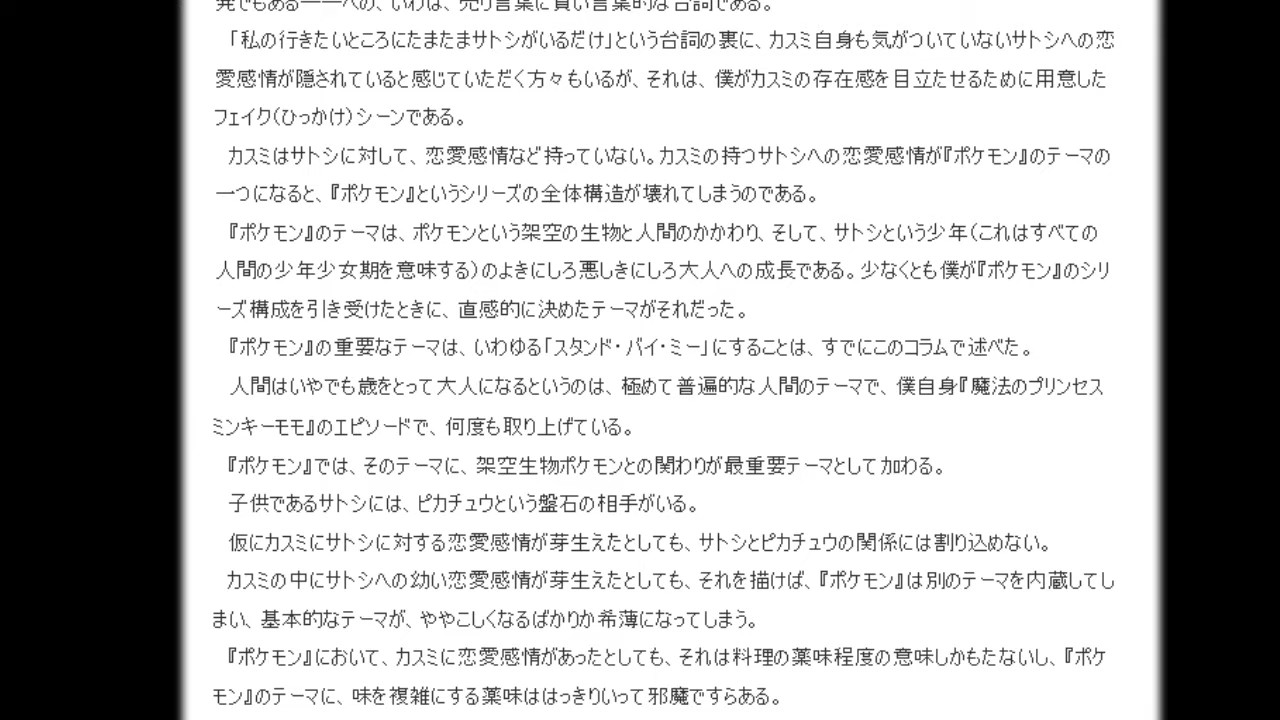 発でもある――への、いわば、売り言葉に買い言葉的な台詞である。
「私の行きたいところにたまたまサトシがいるだけ」という台詞の裏に、カスミ自身も気がついていないサトシへの恋
愛感情が隠されていると感じていただく方々もいるが、それは、僕がカスミの存在感を目立たせるために用意した
フェイク(ひっかけ)シーンである。
カスミはサトシに対して、恋愛感情など持っていない。カスミの持つサトシへの恋愛感情が『ポケモン』のテーマの
一つになると、『ポケモン』というシリーズの全体構造が壊れてしまうのである。
『ポケモン』のテーマは、ポケモンという架空の生物と人間のかかわり、そして、サトシという少年(これはすべての
人間の少年少女期を意味する)のよきにしろ悪しきにしろ大人への成長である。少なくとも僕が『ポケモン』のシリ
ーズ構成を引き受けたときに、直感的に決めたテーマがそれだった。
『ポケモン』の重要なテーマは、いわゆる「スタンド・バイ・ミー」にすることは、すでにこのコラムで述べた。
人間はいやでも歳をとって大人になるというのは、極めて普遍的な人間のテーマで、僕自身『魔法のプリンセス
ミンキーモモ』のエピソードで、何度も取り上げている。
『ポケモン』では、そのテーマに、架空生物ポケモンとの関わりが最重要テーマとして加わる。
子供であるサトシには、ピカチュウという盤石の相手がいる。
仮にカスミにサトシに対する恋愛感情が芽生えたとしても、サトシとピカチュウの関係には割り込めない。
カスミの中にサトシへの幼い恋愛感情が芽生えたとしても、それを描けば、『ポケモン』は別のテーマを内蔵してし
まい、基本的なテーマが、ややこしくなるばかりか希薄になってしまう。
『ポケモン』において、カスミに恋愛感情があったとしても、それは料理の薬味程度の意味しかもたないし、『ポケ
モン』のテーマに、味を複雑にする薬味ははっきりいって邪魔ですらある。